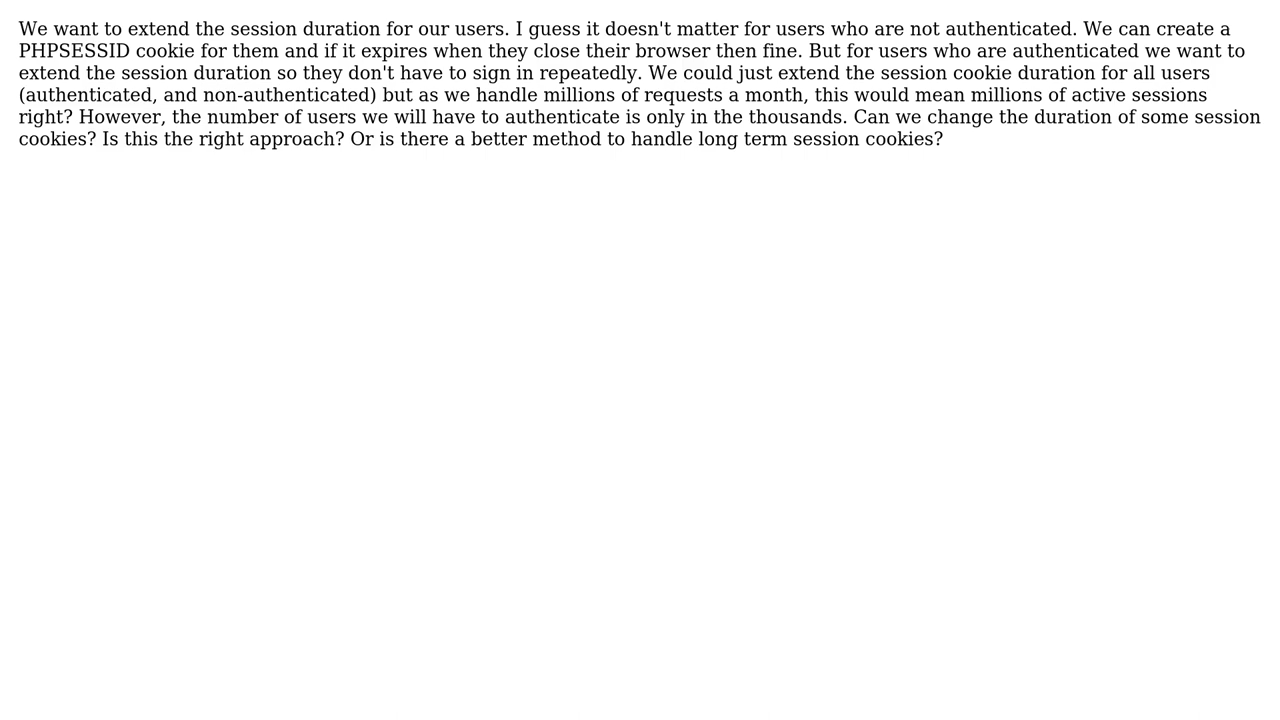 We want to extend the session duration for our users. I guess it doesn't matter for users who are not authenticated. We can create a
PHPSESSID cookie for them and if it expires when they close their browser then fine. But for users who are authenticated we want to
extend the session duration so they don't have to sign in repeatedly. We could just extend the session cookie duration for all users
(authenticated, and non-authenticated) but as we handle millions of requests a month, this would mean millions of active sessions
right? However, the number of users we will have to authenticate is only in the thousands. Can we change the duration of some session
cookies? Is this the right approach? Or is there a better method to handle long term session cookies?